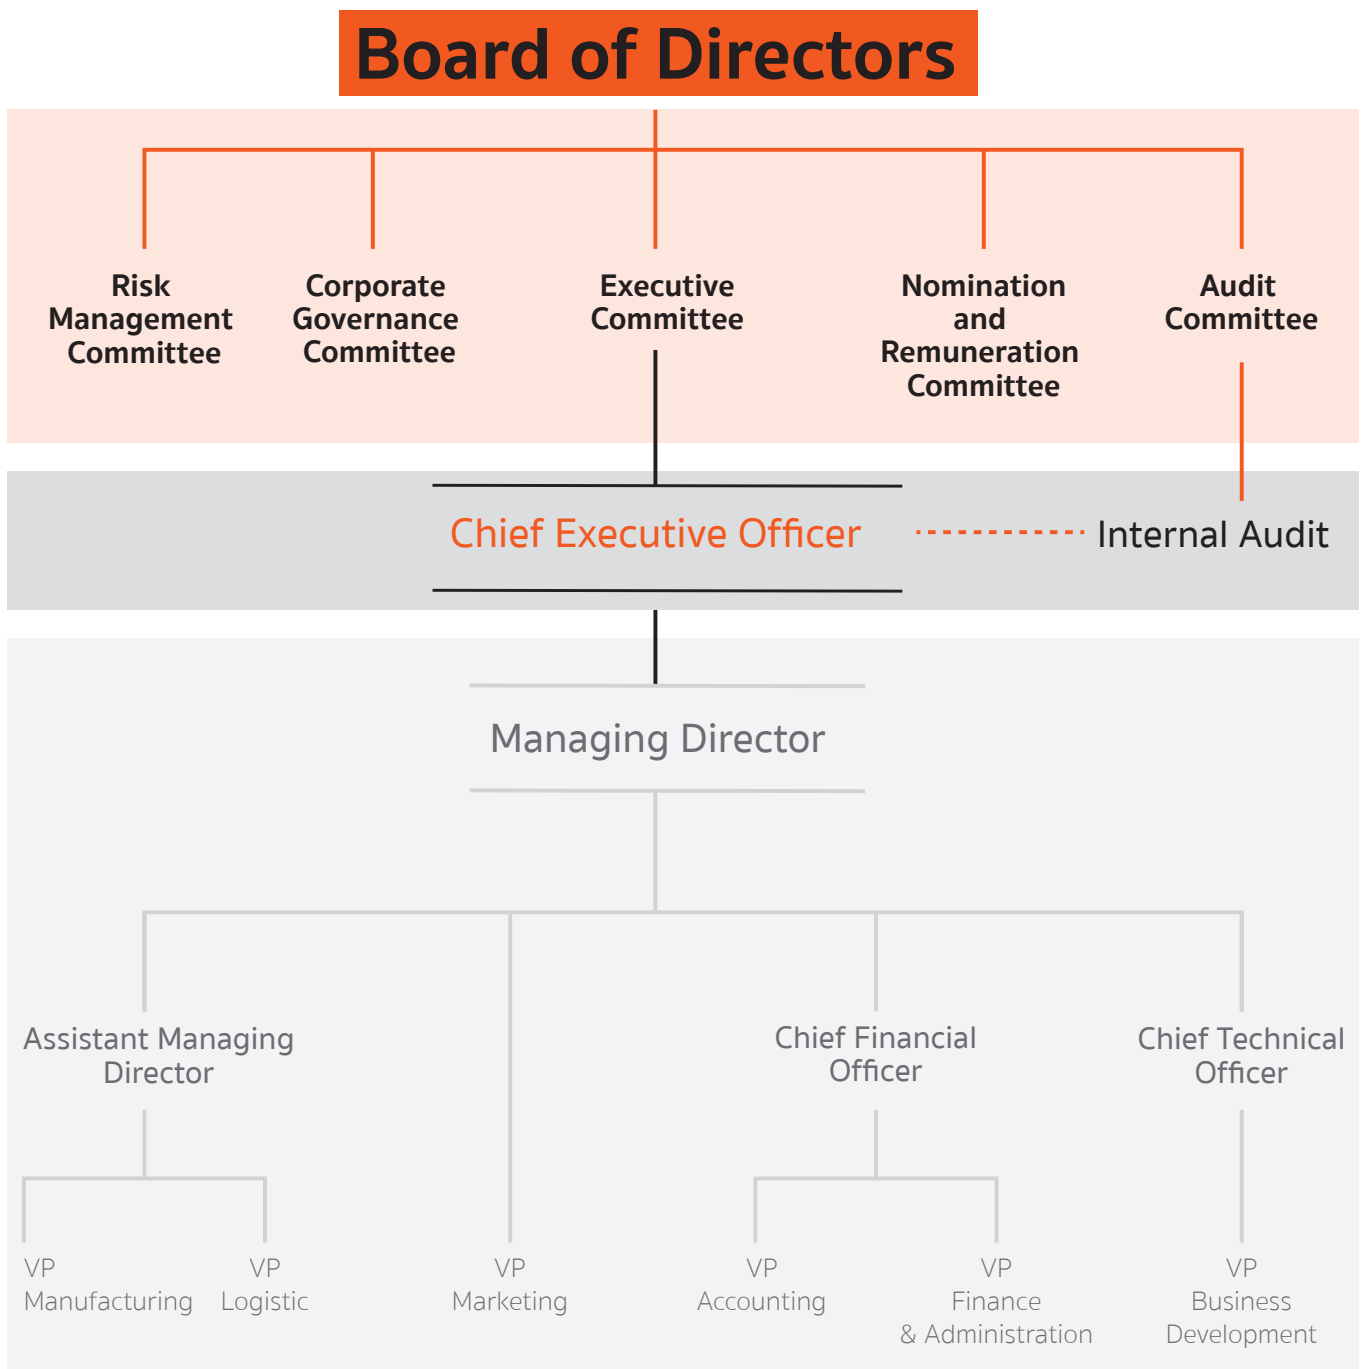 Board of Directors
Risk
Management
Committee
Corporate
Governance
Committee
Executive
Committee
Nomination
and
Remuneration
Committee
Audit
Committee
Chief Executive Officer
Internal Audit
Managing Director
Assistant Managing
Director
Chief Financial
Officer
Chief Technical
Officer
VP
Manufacturing
VP
Logistic
VP
Marketing
VP
Accounting
VP
Finance
& Administration
VP
Business
Development